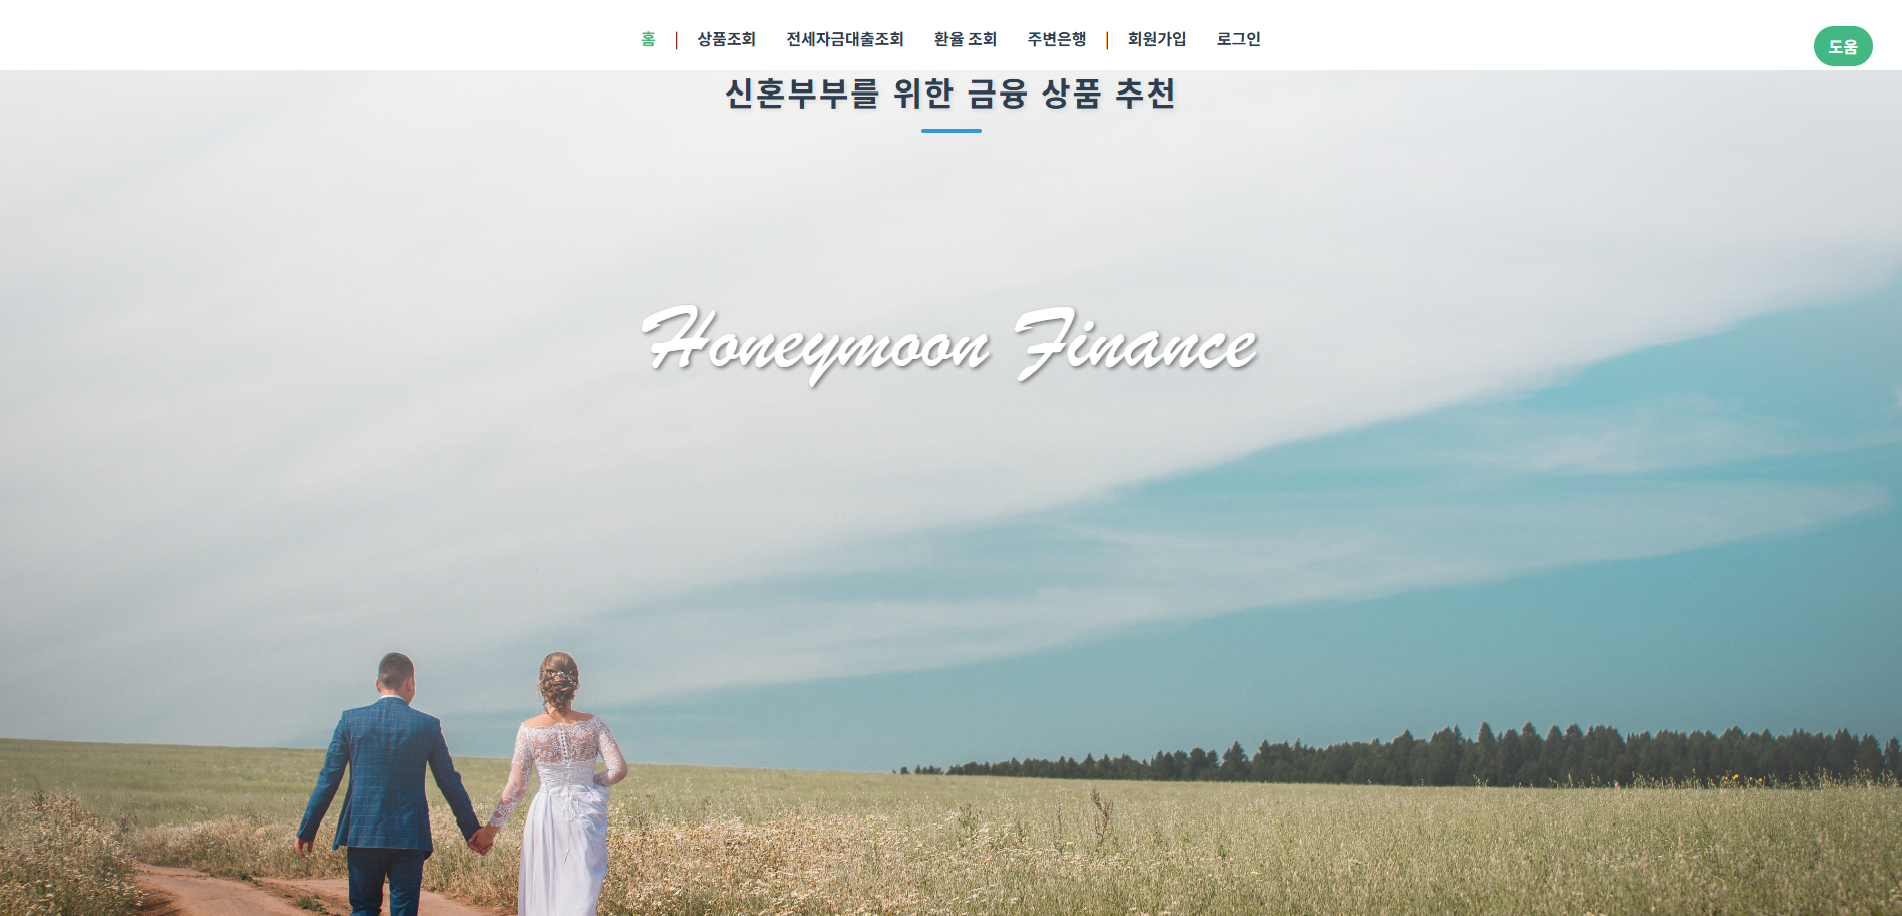 홈 | 상품조회 전세자금대출조회 환율 조회 주변은행 | 회원가입 로그인
도움
신혼부부를 위한 금융 상품 추천
Honeymoon Finance